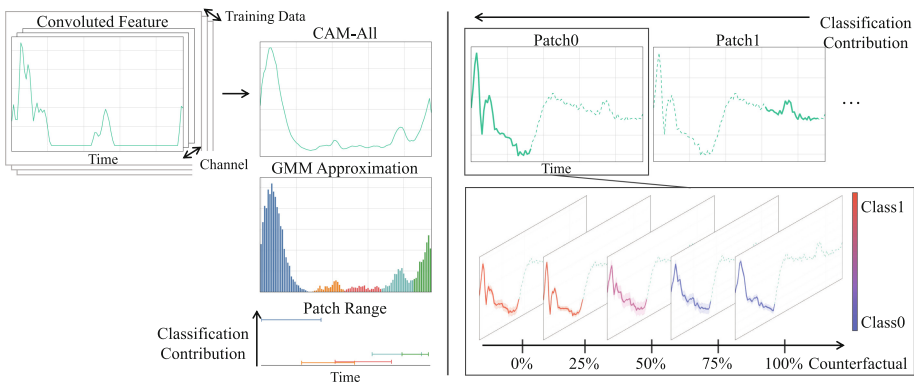 Training Data
Convoluted Feature
Time
Channel
CAM-All
GMM Approximation
Patch Range
Classification
Contribution
Time
Classification
Contribution
Patch0
Patch1
...
Time
Class1
Class0
0% 25% 50% 75% 100% Counterfactual